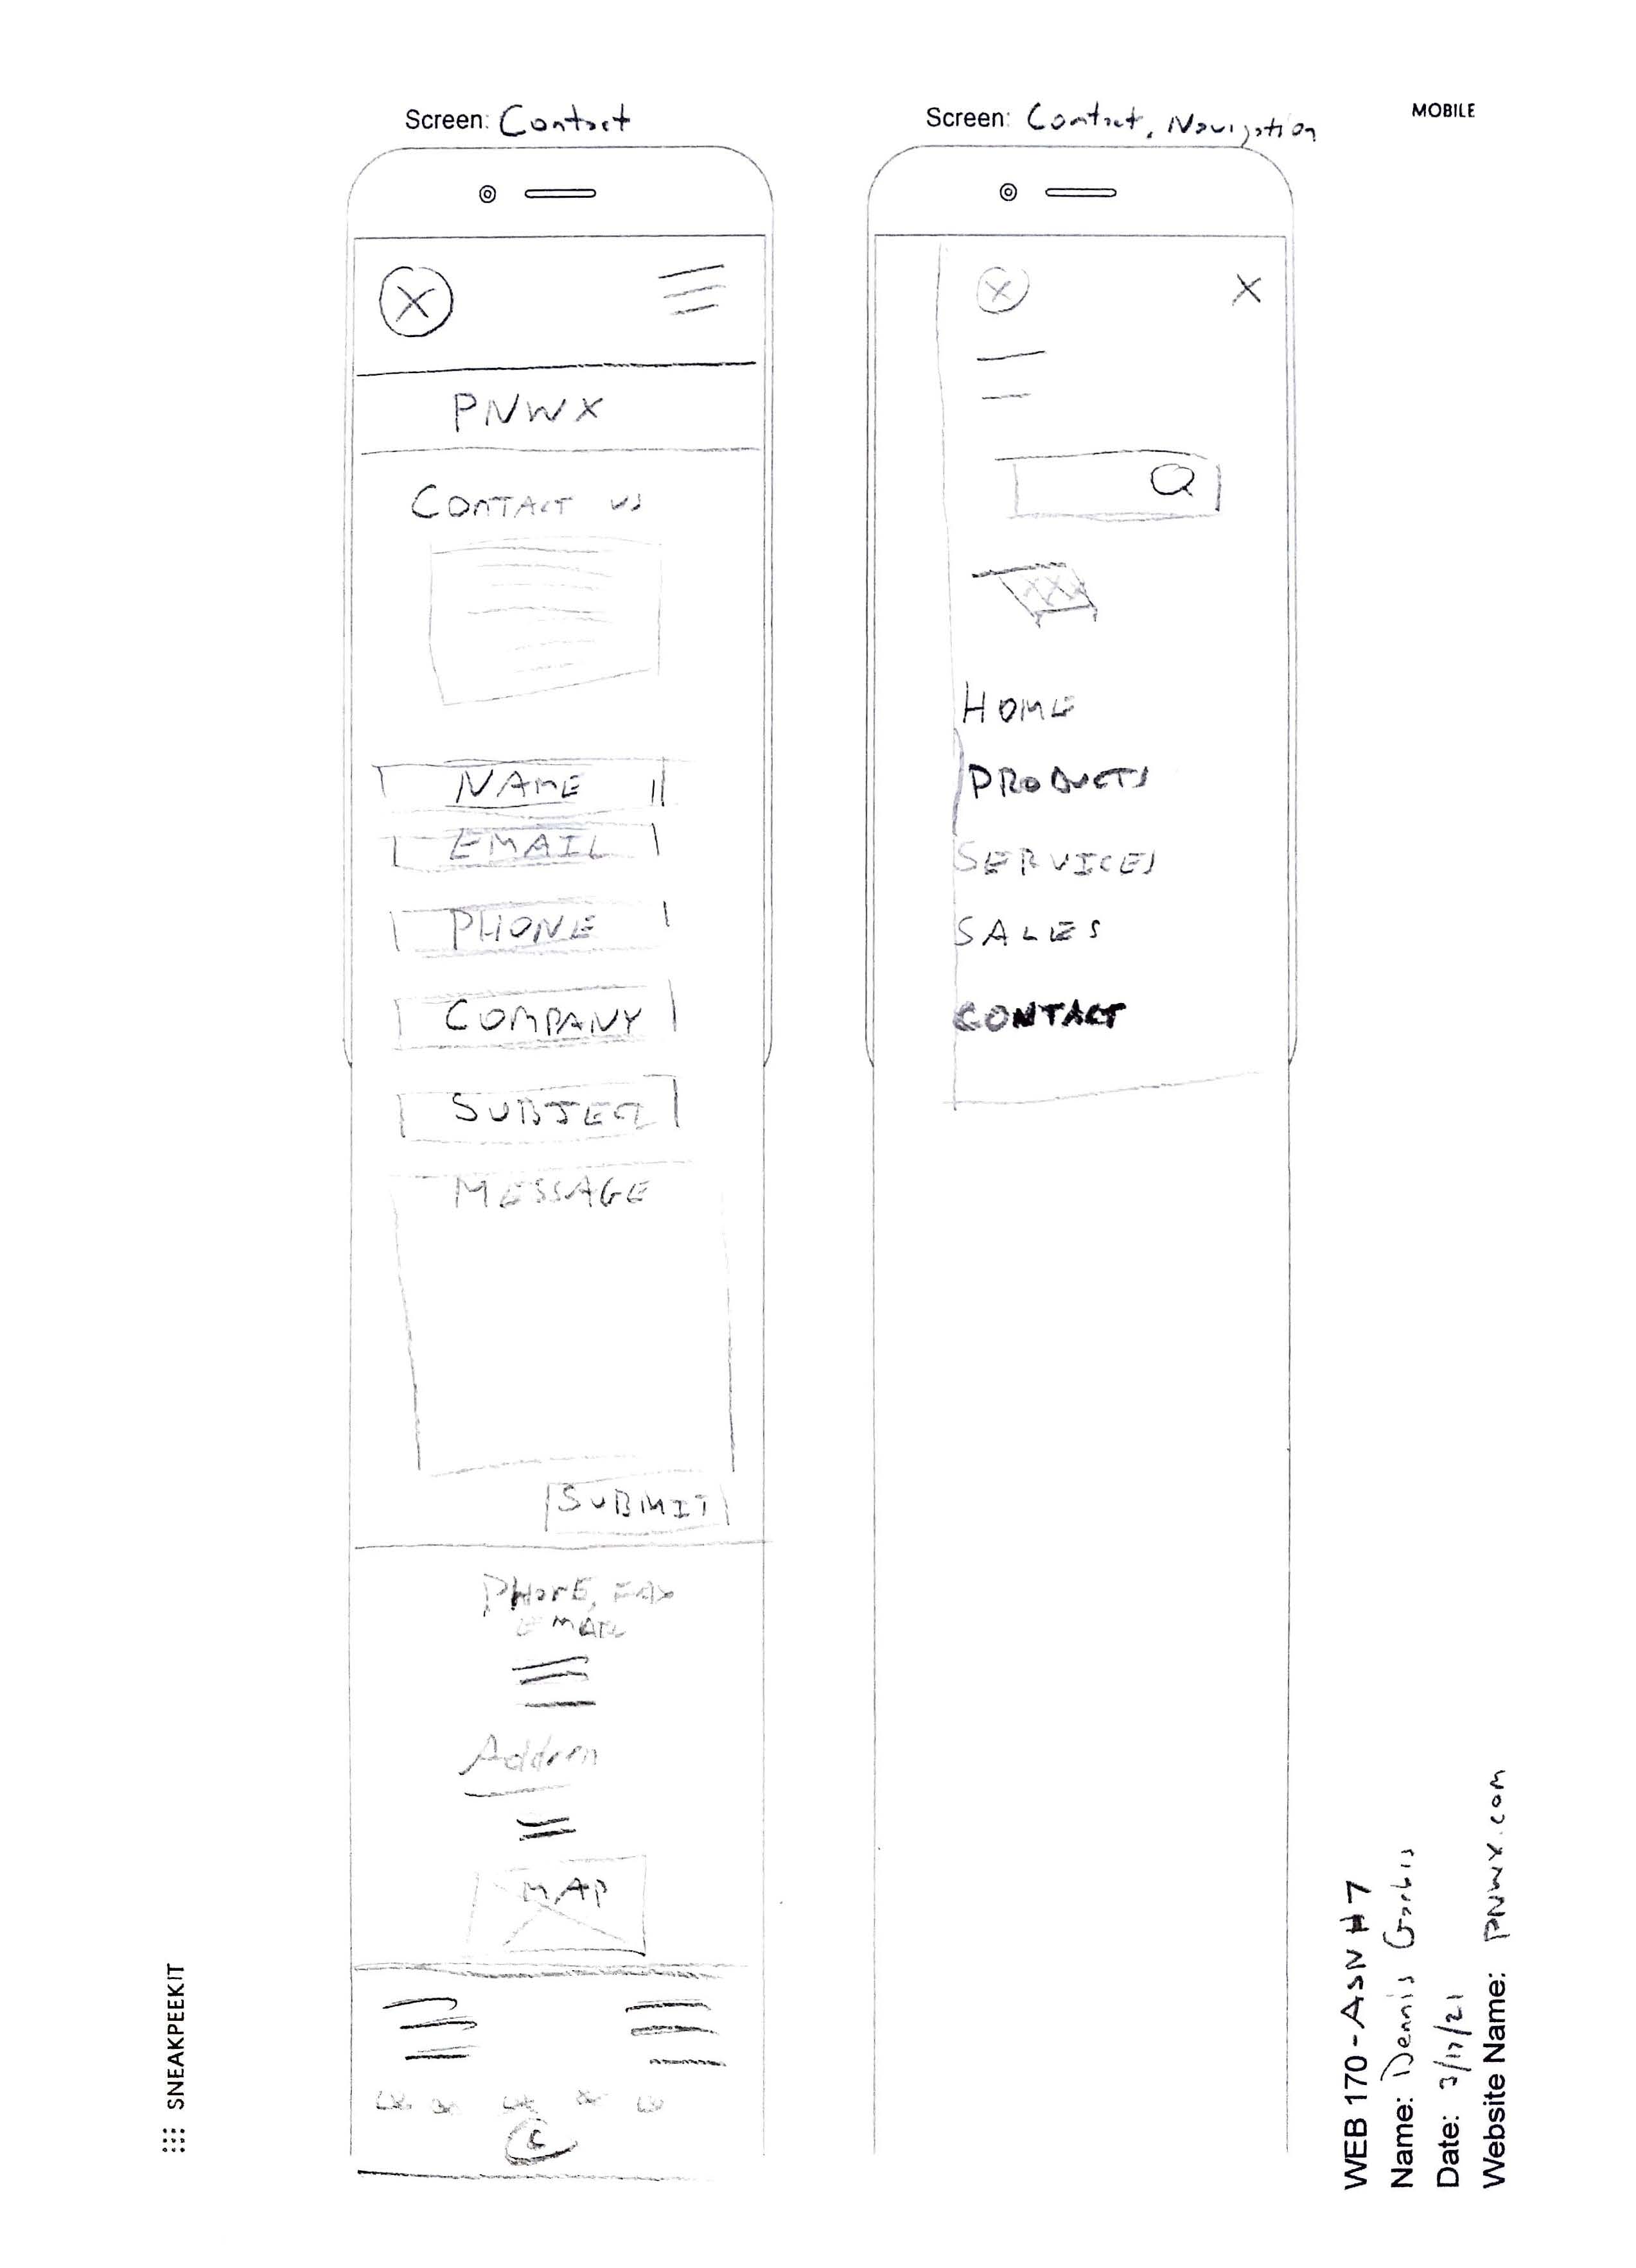 Screen: Contact
Screen: Contact, Navigation
MOBILE
X
PNWX
CONTACT US
NAME
EMAIL
PHONE
COMPANY
SUBJECT
MESSAGE
SUBMIT
PHONE, FAX
EMAIL
Address
MAP
C
X
X
HOME
PRODUCTS
SERVICES
SALES
CONTACT
SNEAKPEEKIT
WEB 170 - ASN #7
Name: Dennis
Date: 3/17/21
Website Name: PNWX.com